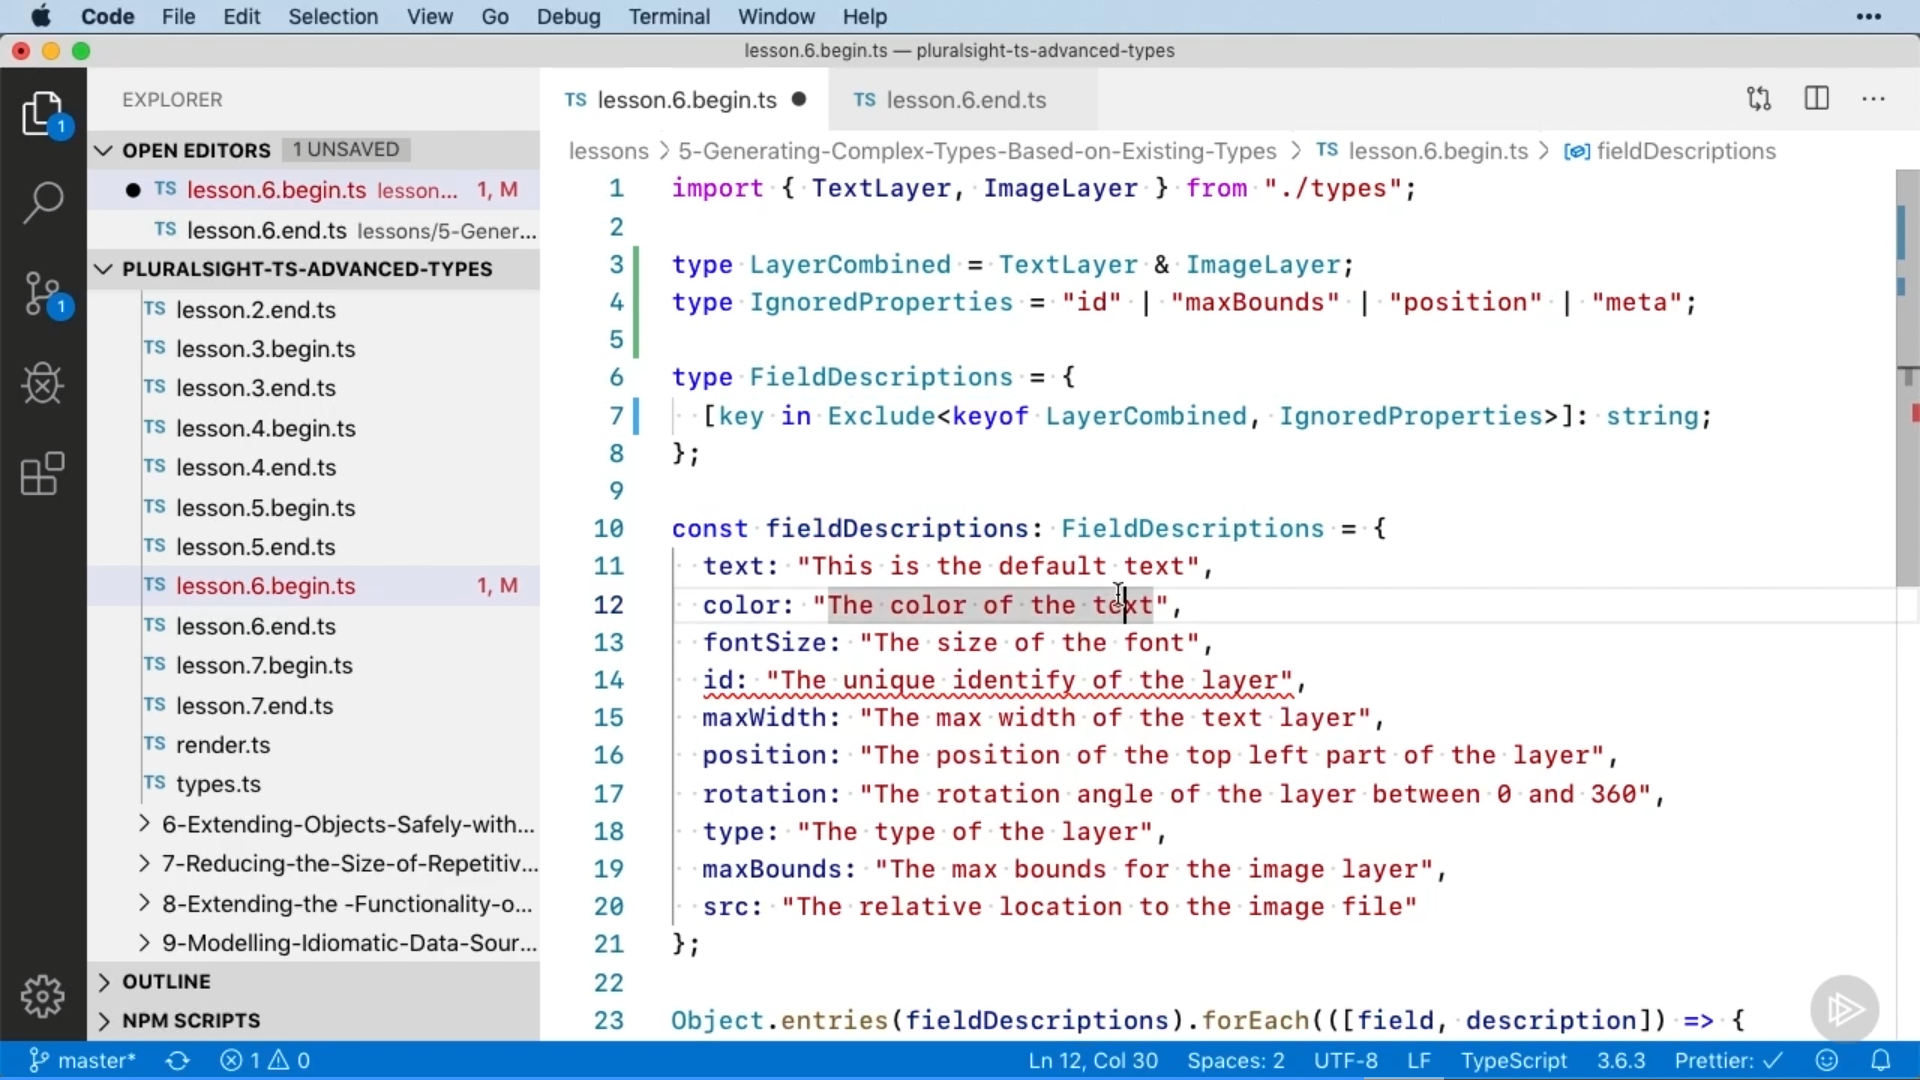 Code File Edit Selection View Go Debug Terminal Window Help
lesson.6.begin.ts — pluralsight-ts-advanced-types
EXPLORER
OPEN EDITORS 1 UNSAVED
TS lesson.6.begin.ts lesson... 1, M
TS lesson.6.end.ts lessons/5-Gener...
PLURALSIGHT-TS-ADVANCED-TYPES
TS lesson.2.end.ts
TS lesson.3.begin.ts
TS lesson.3.end.ts
TS lesson.4.begin.ts
TS lesson.4.end.ts
TS lesson.5.begin.ts
TS lesson.5.end.ts
TS lesson.6.begin.ts 1, M
TS lesson.6.end.ts
TS lesson.7.begin.ts
TS lesson.7.end.ts
TS render.ts
TS types.ts
6-Extending-Objects-Safely-with...
7-Reducing-the-Size-of-Repetitiv...
8-Extending-the -Functionality-o...
9-Modelling-Idiomatic-Data-Sour...
OUTLINE
NPM SCRIPTS
1
1
TS lesson.6.begin.ts ● TS lesson.6.end.ts
lessons > 5-Generating-Complex-Types-Based-on-Existing-Types > TS lesson.6.begin.ts > fieldDescriptions
1 import { TextLayer, ImageLayer } from "./types";
2
3 type LayerCombined = TextLayer & ImageLayer;
4 type IgnoredProperties = "id" | "maxBounds" | "position" | "meta";
5
6 type FieldDescriptions = {
7 [key in Exclude<keyof LayerCombined, IgnoredProperties>]: string;
8 };
9
10 const fieldDescriptions: FieldDescriptions = {
11 text: "This is the default text",
12 color: "The color of the text",
13 fontSize: "The size of the font",
14 id: "The unique identify of the layer",
15 maxWidth: "The max width of the text layer",
16 position: "The position of the top left part of the layer",
17 rotation: "The rotation angle of the layer between 0 and 360",
18 type: "The type of the layer",
19 maxBounds: "The max bounds for the image layer",
20 src: "The relative location to the image file"
21 };
22
23 Object.entries(fieldDescriptions).forEach(([field, description]) => {
master* 1 0 Ln 12, Col 30 Spaces: 2 UTF-8 LF TypeScript 3.6.3 Prettier: ✓